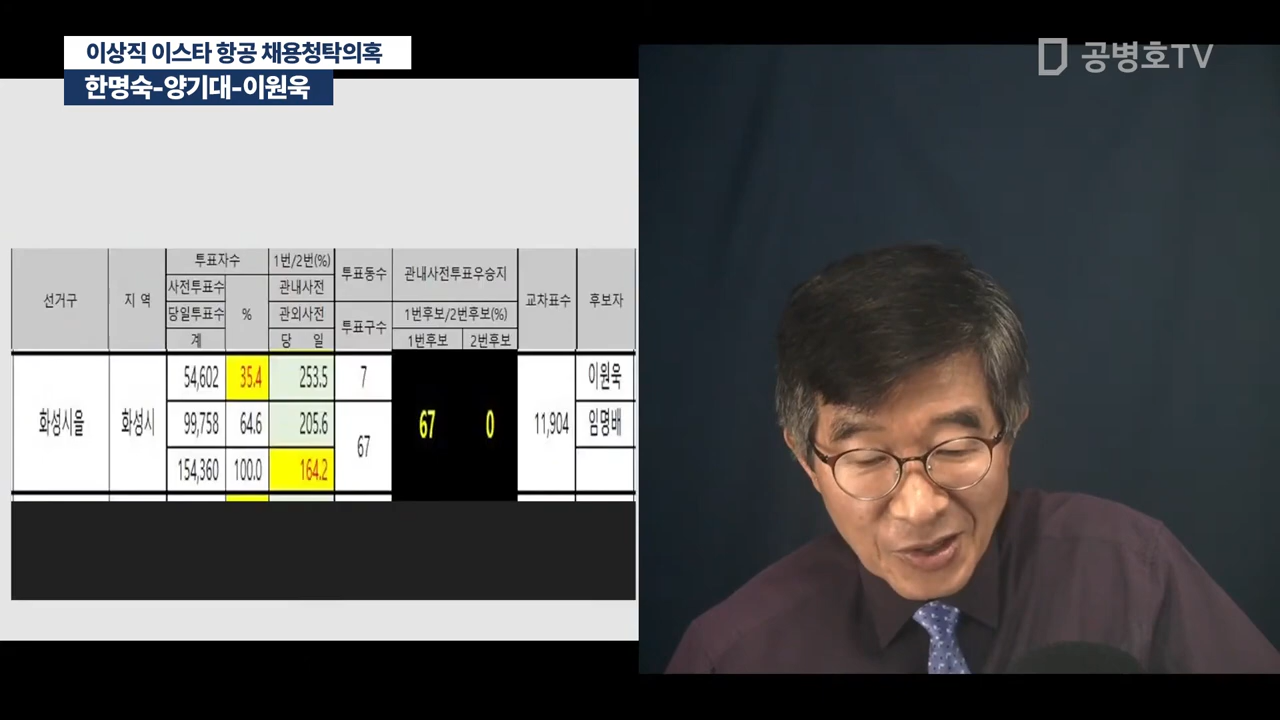 이상직 이스타 항공 채용청탁의혹
한명숙-양기대-이원욱
공병호TV
선거구
지 역
투표자수
사전투표수
당일투표수
계
%
1번/2번(%)
관내사전
관외사전
당 일
투표동수
투표구수
관내사전투표우승지
1번후보/2번후보(%)
1번후보 2번후보
교차표수
후보자
화성시을
화성시
54,602 35.4 253.5 7
99,758 64.6 205.6
154,360 100.0 164.2
67
67 0
11,904
이원욱
임명배